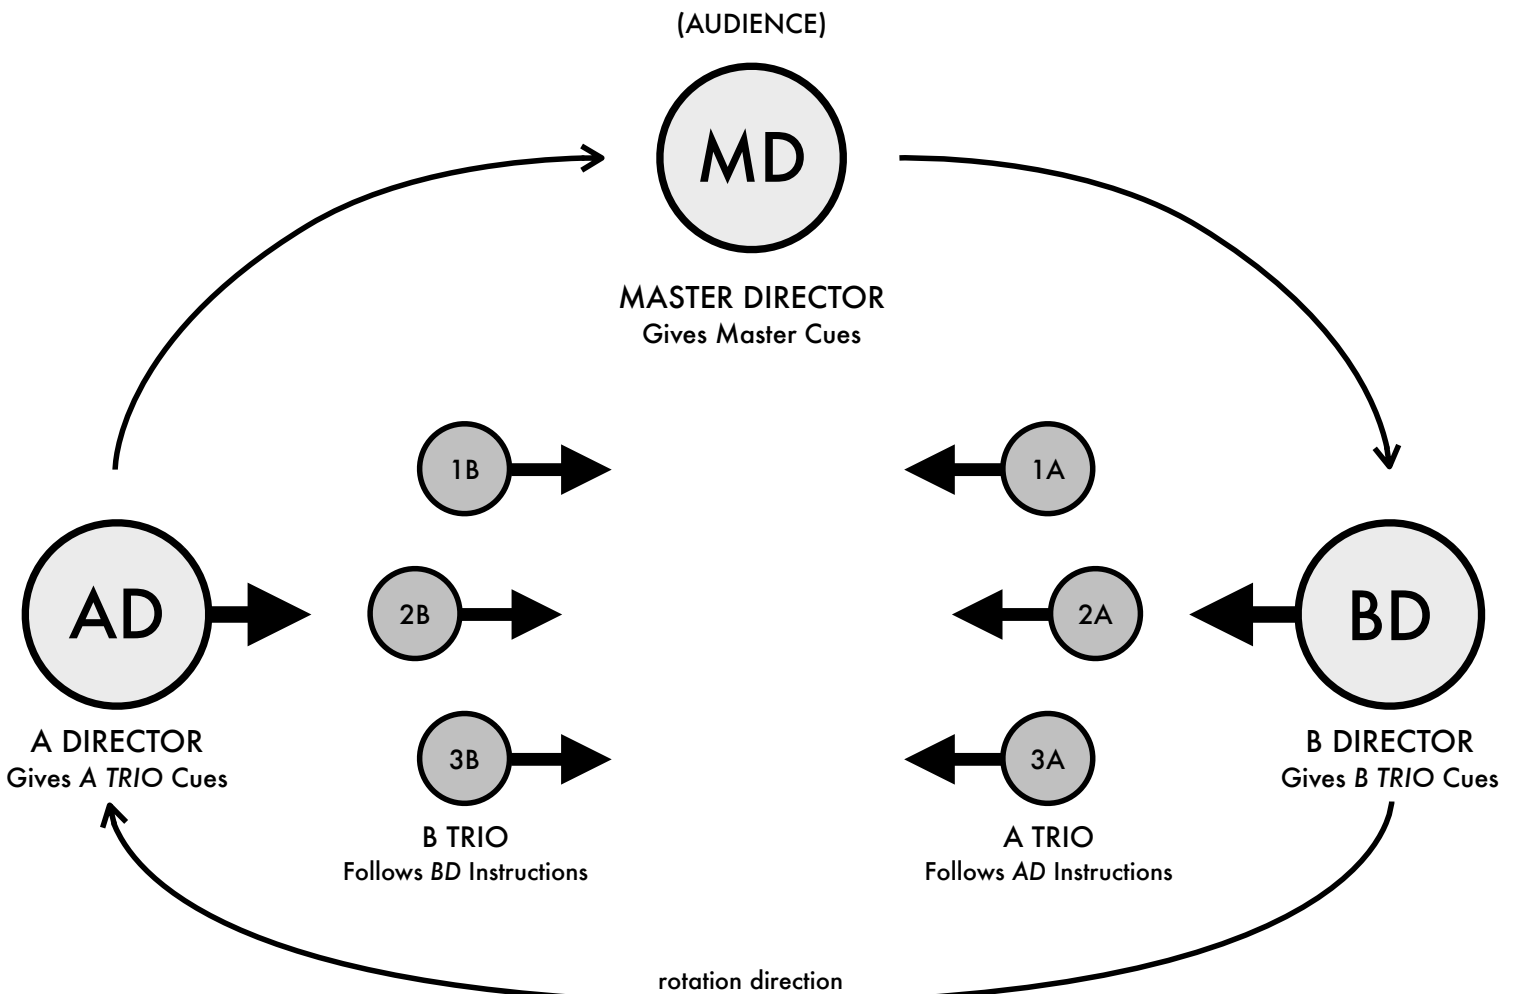 (AUDIENCE)
MD
MASTER DIRECTOR
Gives Master Cues
1B
1A
2B
2A
AD
BD
3B
3A
A DIRECTOR
Gives A TRIO Cues
B DIRECTOR
Gives B TRIO Cues
B TRIO
Follows BD Instructions
A TRIO
Follows AD Instructions
rotation direction